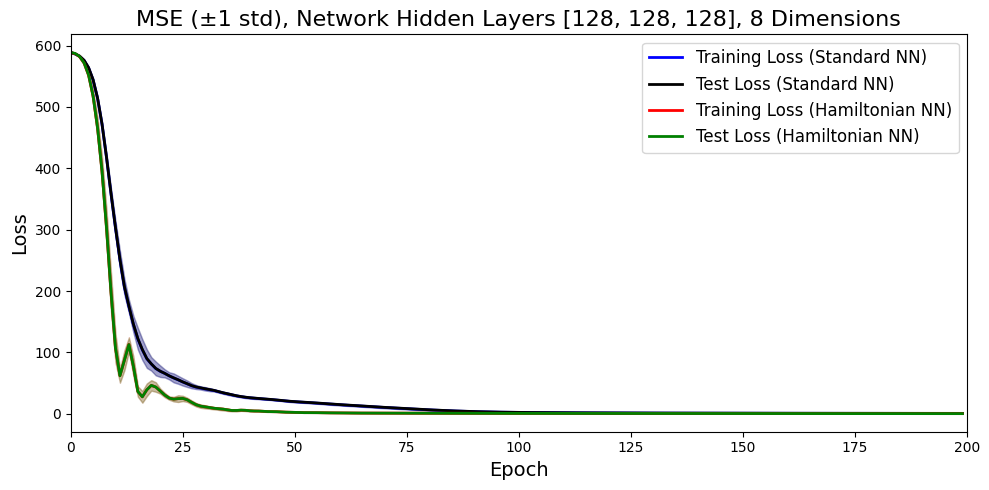 MSE (±1 std), Network Hidden Layers [128, 128, 128], 8 Dimensions
Loss
600
500
400
300
200
100
0
Training Loss (Standard NN)
Test Loss (Standard NN)
Training Loss (Hamiltonian NN)
Test Loss (Hamiltonian NN)
0 25 50 75 100 125 150 175 200
Epoch